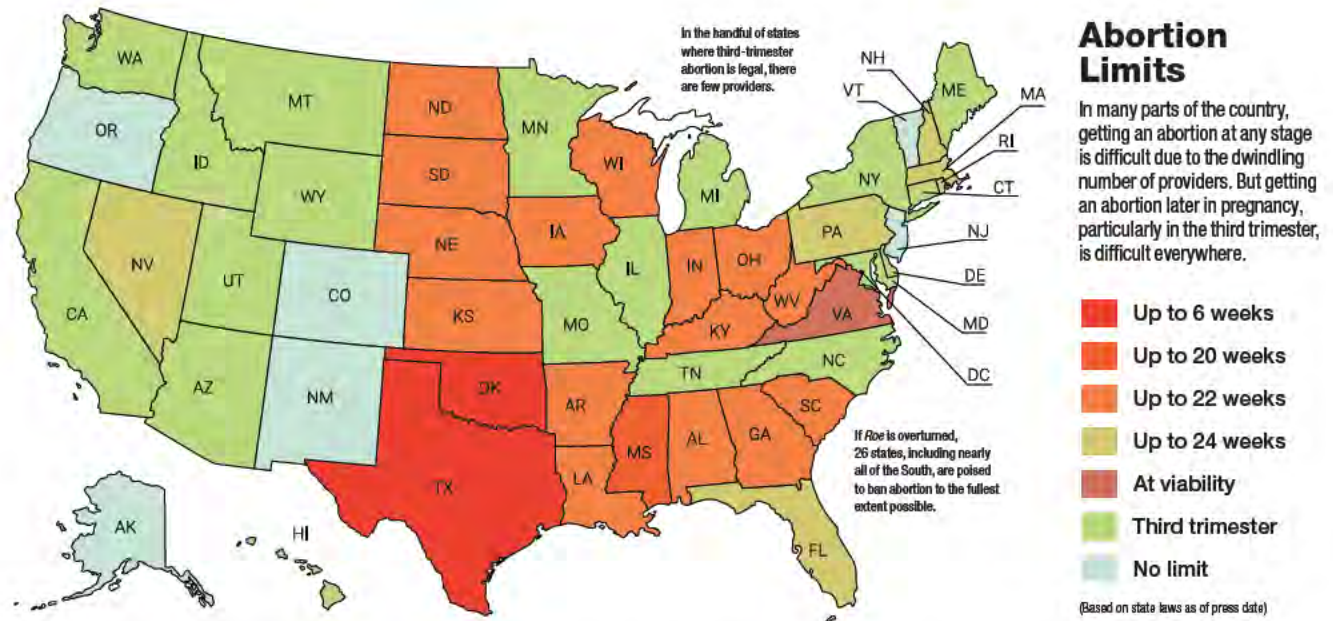 In the handful of states
where third-trimester
abortion is legal, there
are few providers.
Abortion
Limits
In many parts of the country,
getting an abortion at any stage
is difficult due to the dwindling
number of providers. But getting
an abortion later in pregnancy,
particularly in the third trimester,
is difficult everywhere.
Up to 6 weeks
Up to 20 weeks
Up to 22 weeks
Up to 24 weeks
At viability
Third trimester
No limit
(Based on state laws as of press date)
WA
MT
ND
MN
OR
ID
SD
WI
MI
WY
NY
NH
VT
ME
MA
RI
CT
NJ
DE
MD
DC
NE
IA
PA
NV
UT
CO
IL
IN
OH
WV
VA
CA
KS
MO
KY
AZ
NM
OK
TN
NC
AR
SC
MS
AL
GA
TX
LA
If Roe is overturned,
26 states, including nearly
all of the South, are poised
to ban abortion to the fullest
extent possible.
AK
HI
FL